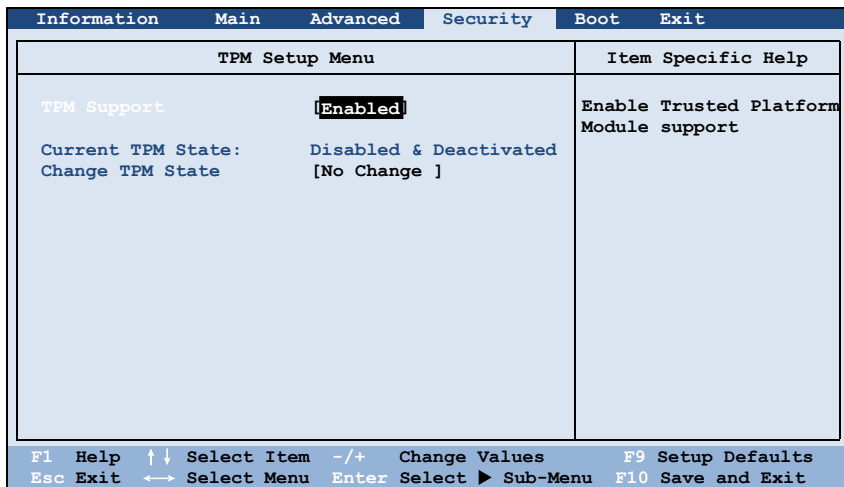 Information Main Advanced Security Boot Exit
TPM Setup Menu
Item Specific Help
TPM Support [Enabled]
Current TPM State: Disabled & Deactivated
Change TPM State [No Change ]
Enable Trusted Platform
Module support
F1 Help ↑↓ Select Item -/+ Change Values F9 Setup Defaults
Esc Exit ←→ Select Menu Enter Select ▶ Sub-Menu F10 Save and Exit